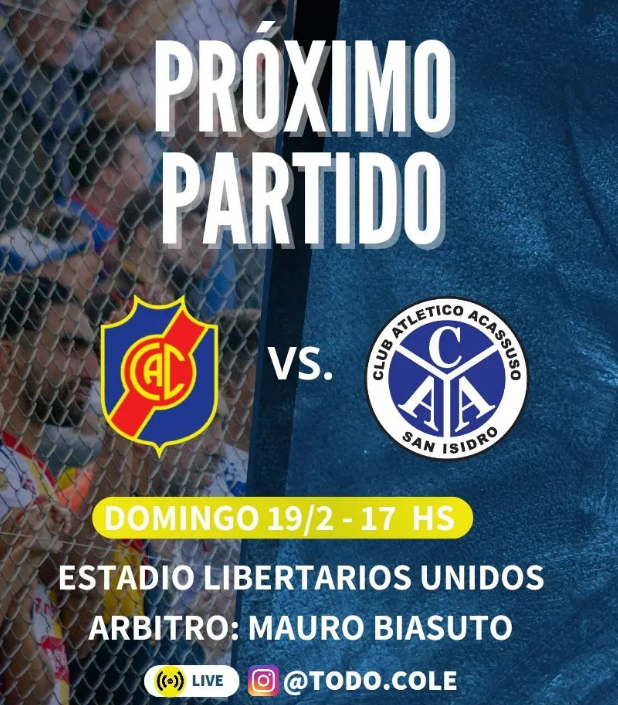 PRÓXIMO
PARTIDO
CAC
VS.
CLUB ATLETICO ACASSUSO
CAA
SAN ISIDRO
DOMINGO 19/2 - 17 HS
ESTADIO LIBERTARIOS UNIDOS
ARBITRO: MAURO BIASUTO
LIVE @TODO.COLE